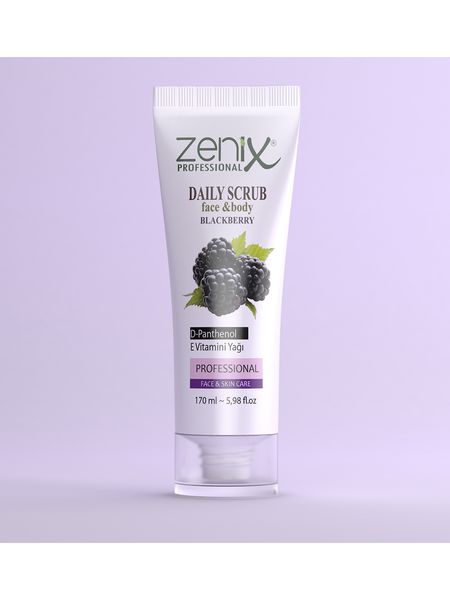 zenix®
PROFESSIONAL
DAILY SCRUB
face &body
BLACKBERRY
D-Panthenol
E Vitamini Yağı
PROFESSIONAL
FACE & SKIN CARE
170 ml ~ 5,98 fl.oz